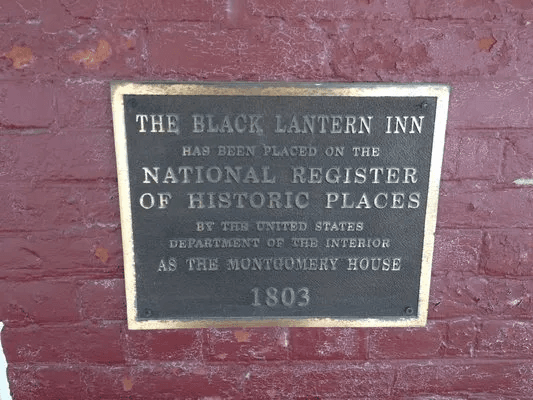 THE BLACK LANTERN INN
HAS BEEN PLACED ON THE
NATIONAL REGISTER
OF HISTORIC PLACES
BY THE UNITED STATES
DEPARTMENT OF THE INTERIOR
AS THE MONTGOMERY HOUSE
1803